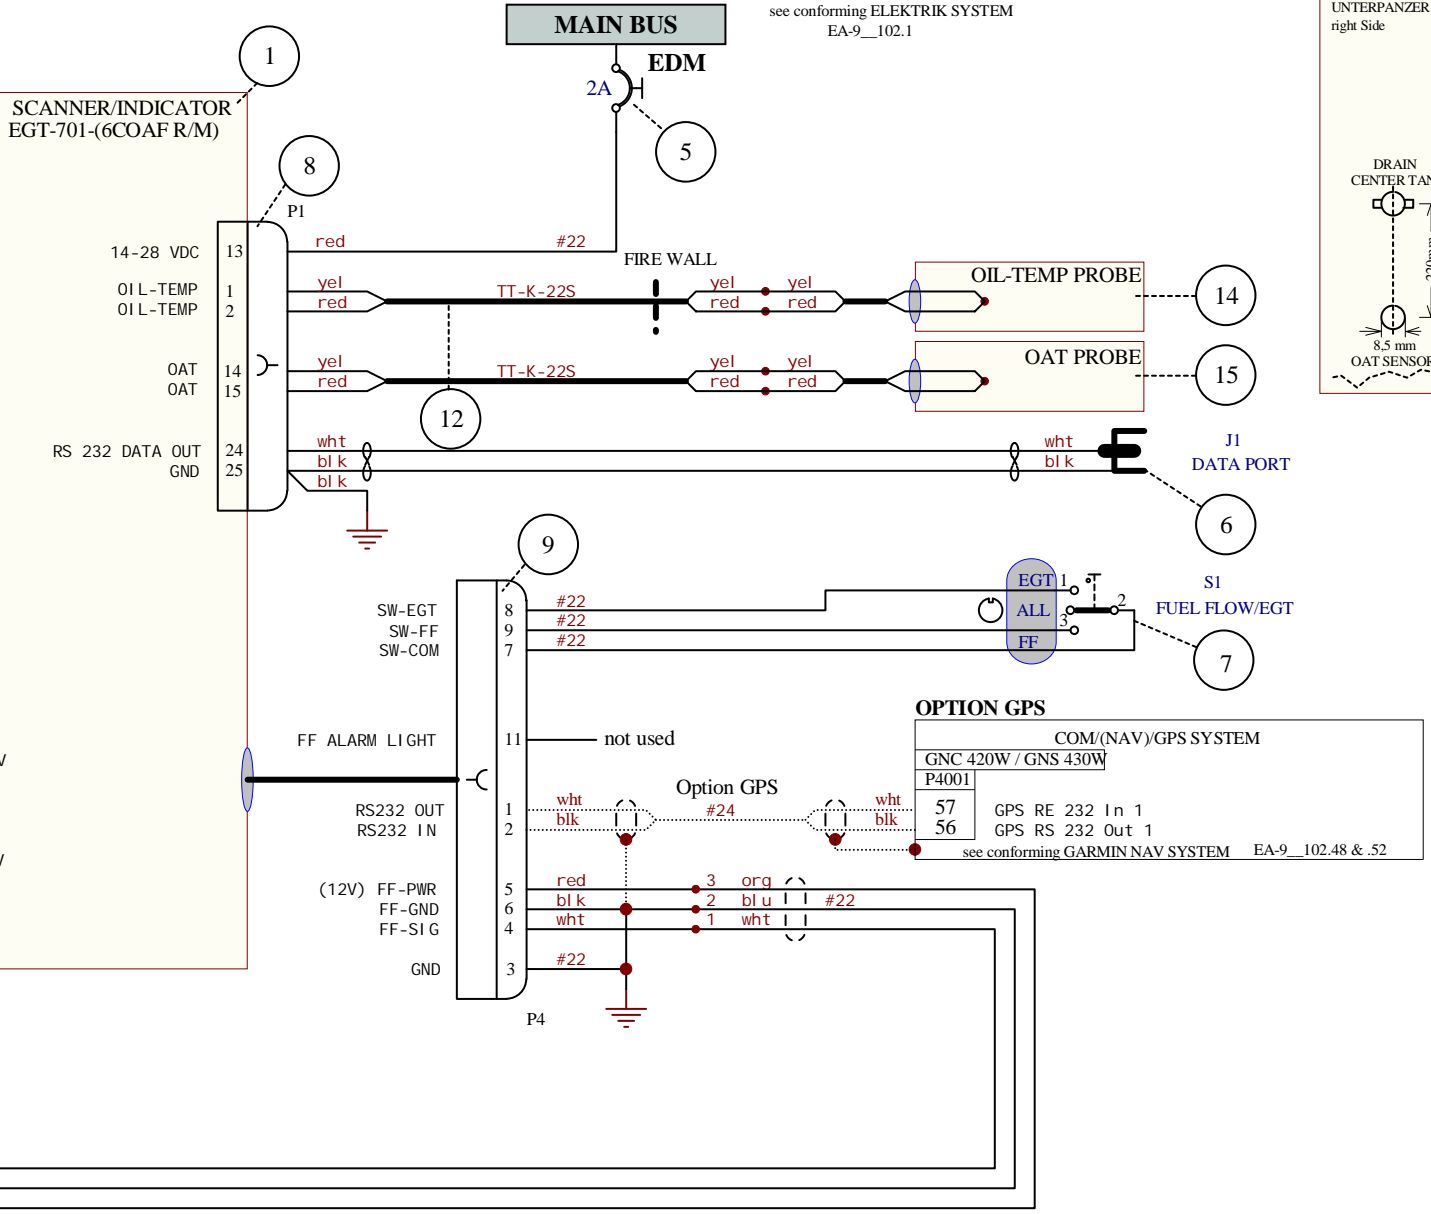 MAIN BUS
see conforming ELEKTRIK SYSTEM
EA-9__102.1
UNTERPANZER
right Side
1
EDM
2A
5
SCANNER/INDICATOR
EGT-701-(6COAF R/M)
8
P1
DRAIN
CENTER TAN
14-28 VDC 13 red #22
FIRE WALL
OIL-TEMP 1 yel TT-K-22S yel yel
OIL-TEMP 2 red red red
OIL-TEMP PROBE
14
8,5 mm
OAT SENSOR
OAT 14 yel TT-K-22S yel yel
OAT 15 red red red
OAT PROBE
15
12
RS 232 DATA OUT 24 wht wht
GND 25 blk blk
blk
J1
DATA PORT
6
9
EGT 1
ALL 2
3
FF
S1
FUEL FLOW/EGT
7
SW-EGT 8 #22
SW-FF 9 #22
SW-COM 7 #22
FF ALARM LIGHT 11 not used
OPTION GPS
COM/(NAV)/GPS SYSTEM
GNC 420W / GNS 430W
P4001
Option GPS
RS232 OUT 1 wht #24 wht 57 GPS RE 232 In 1
RS232 IN 2 blk blk 56 GPS RS 232 Out 1
see conforming GARMIN NAV SYSTEM EA-9__102.48 & .52
(12V) FF-PWR 5 red 3 org
FF-GND 6 blk 2 blu #22
FF-SIG 4 wht 1 wht
GND 3 #22
P4